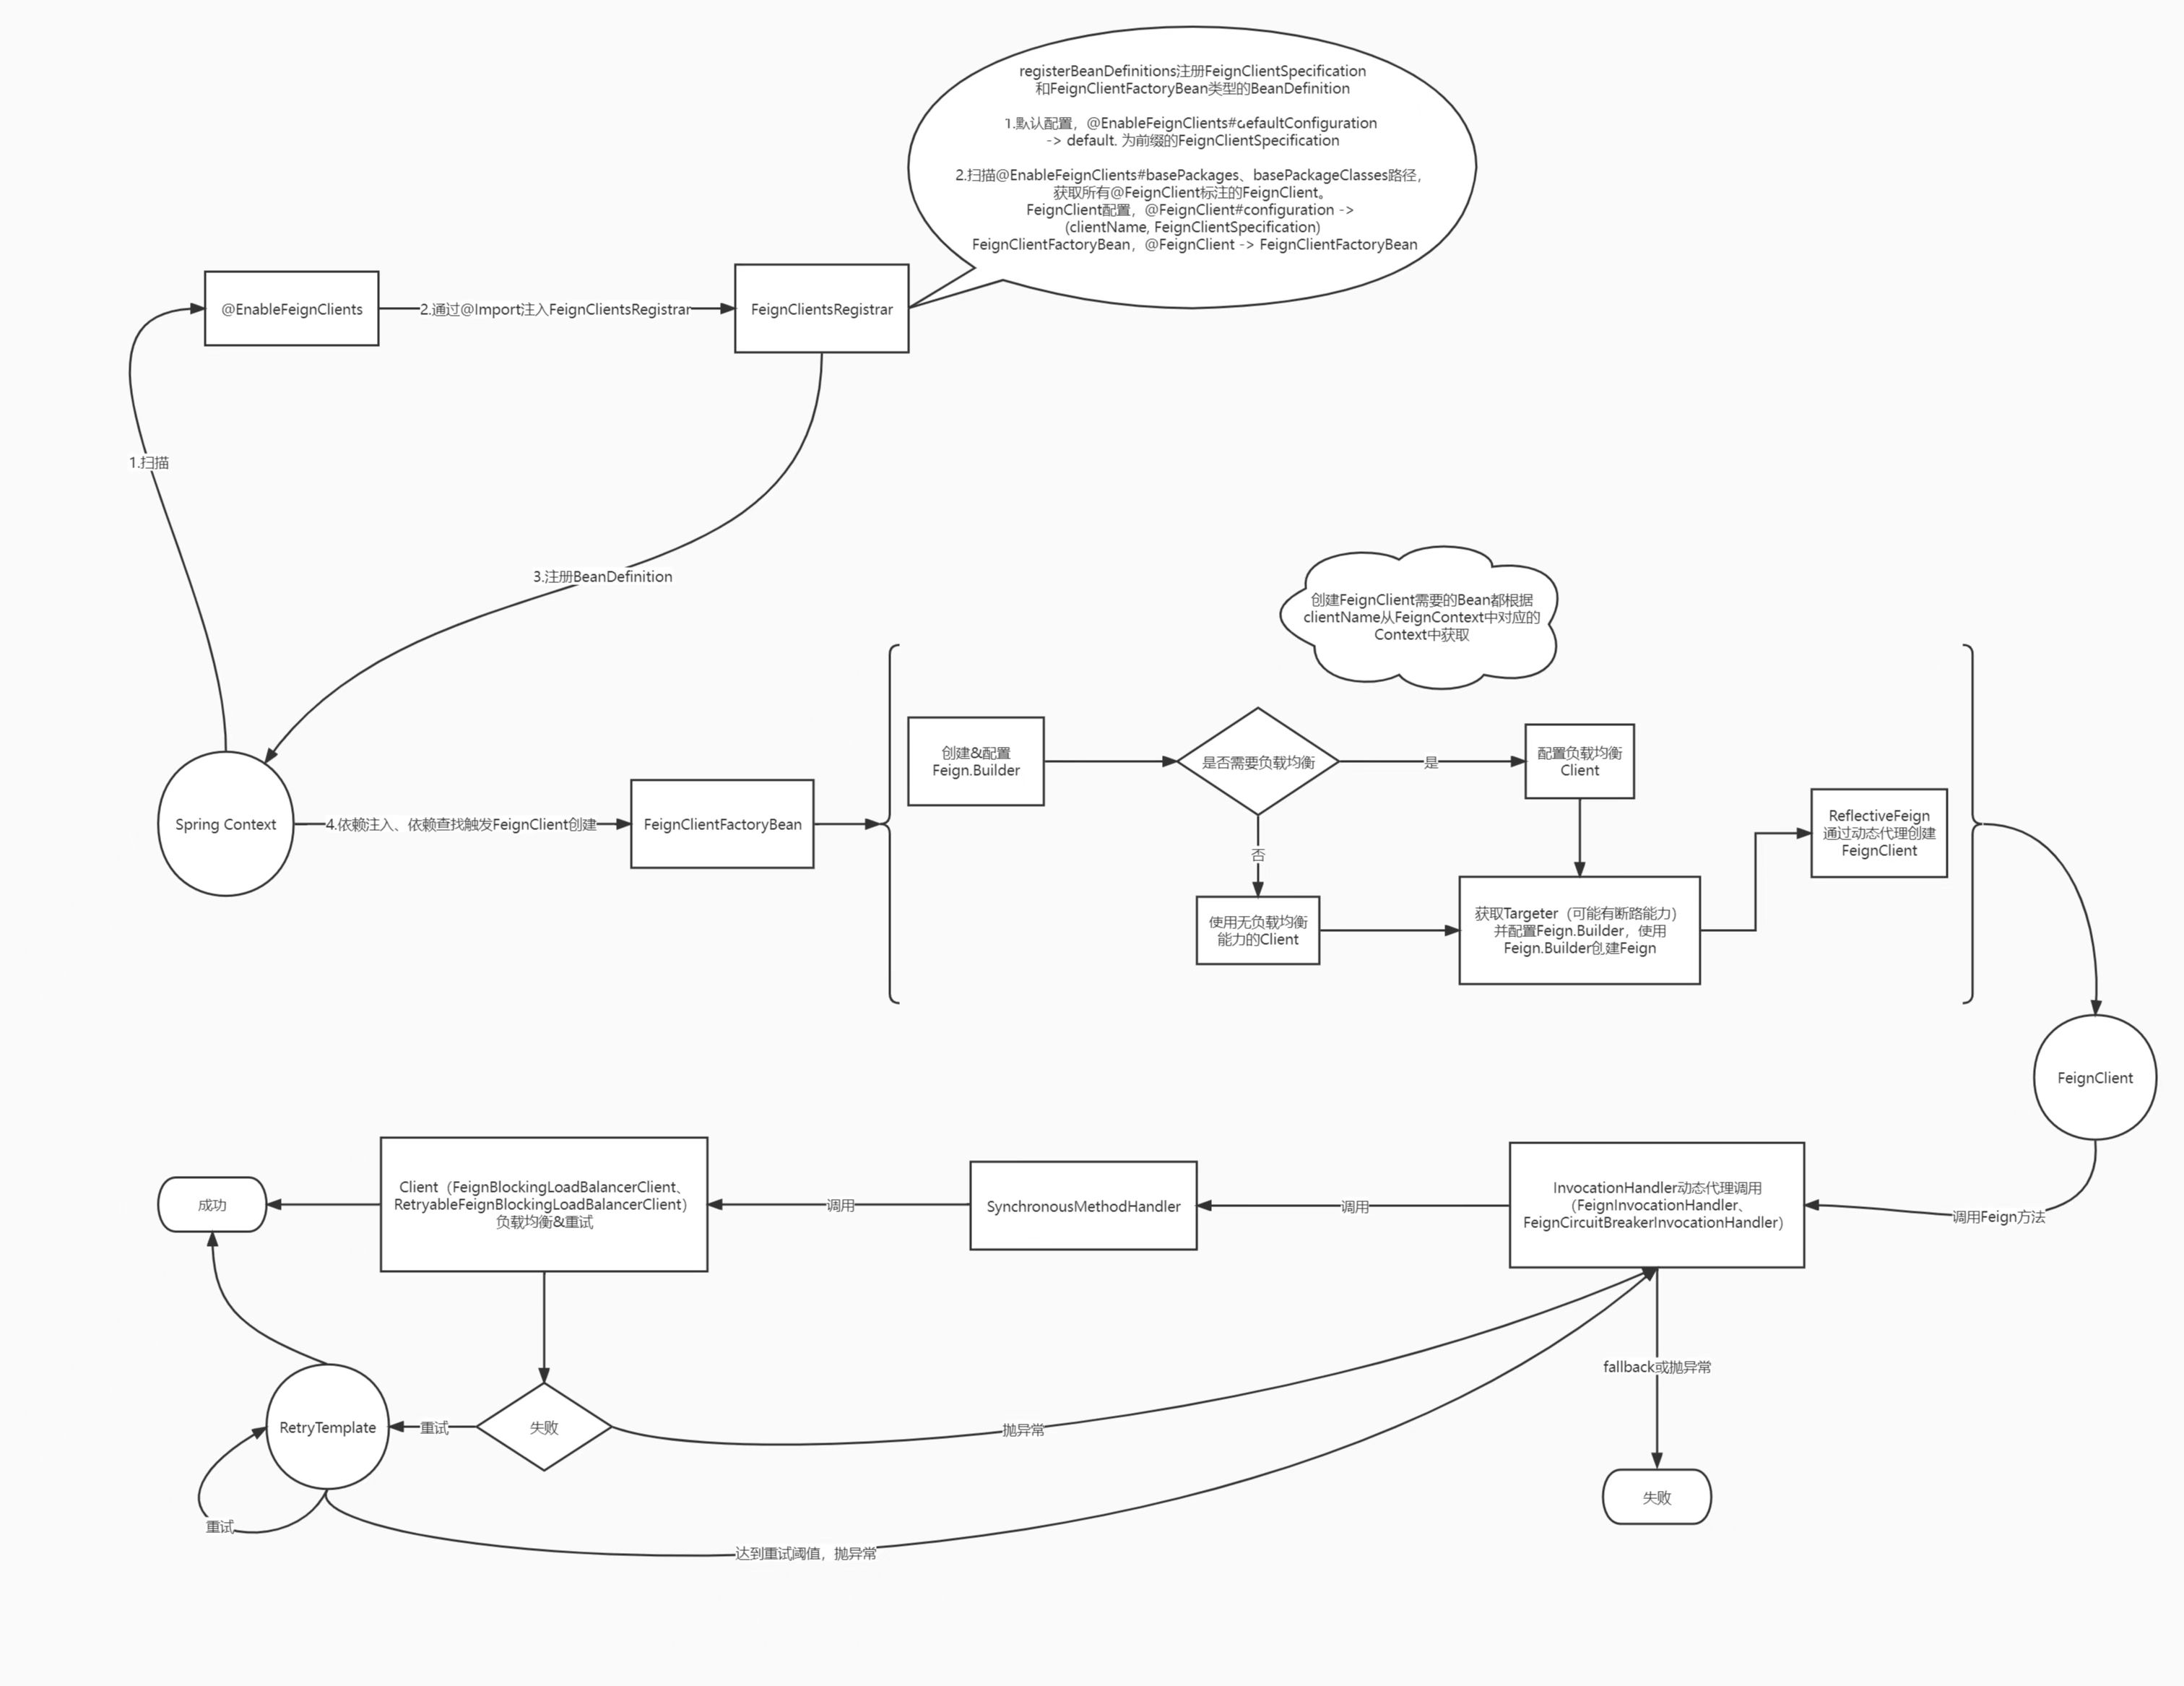 registerBeanDefinitions注册FeignClientSpecification
和FeignClientFactoryBean类型的BeanDefinition
1.默认配置，@EnableFeignClients#defaultConfiguration
-> default. 为前缀的FeignClientSpecification
2.扫描@EnableFeignClients#basePackages、basePackageClasses路径，
获取所有@FeignClient标注的FeignClient。
FeignClient配置，@FeignClient#configuration ->
(clientName, FeignClientSpecification)
FeignClientFactoryBean，@FeignClient -> FeignClientFactoryBean
@EnableFeignClients
2.通过@Import注入FeignClientsRegistrar
FeignClientsRegistrar
1.扫描
3.注册BeanDefinition
创建FeignClient需要的Bean都根据
clientName从FeignContext中对应的
Context中获取
Spring Context
4.依赖注入、依赖查找触发FeignClient创建
FeignClientFactoryBean
创建&配置
Feign.Builder
是否需要负载均衡
是
配置负载均衡
Client
否
使用无负载均衡
能力的Client
获取Targeter（可能有断路能力）
并配置Feign.Builder，使用
Feign.Builder创建Feign
ReflectiveFeign
通过动态代理创建
FeignClient
FeignClient
调用Feign方法
InvocationHandler动态代理调用
（FeignInvocationHandler、
FeignCircuitBreakerInvocationHandler）
调用
SynchronousMethodHandler
调用
Client（FeignBlockingLoadBalancerClient、
RetryableFeignBlockingLoadBalancerClient）
负载均衡&重试
成功
fallback或抛异常
失败
重试
RetryTemplate
抛异常
失败
重试
达到重试阈值，抛异常